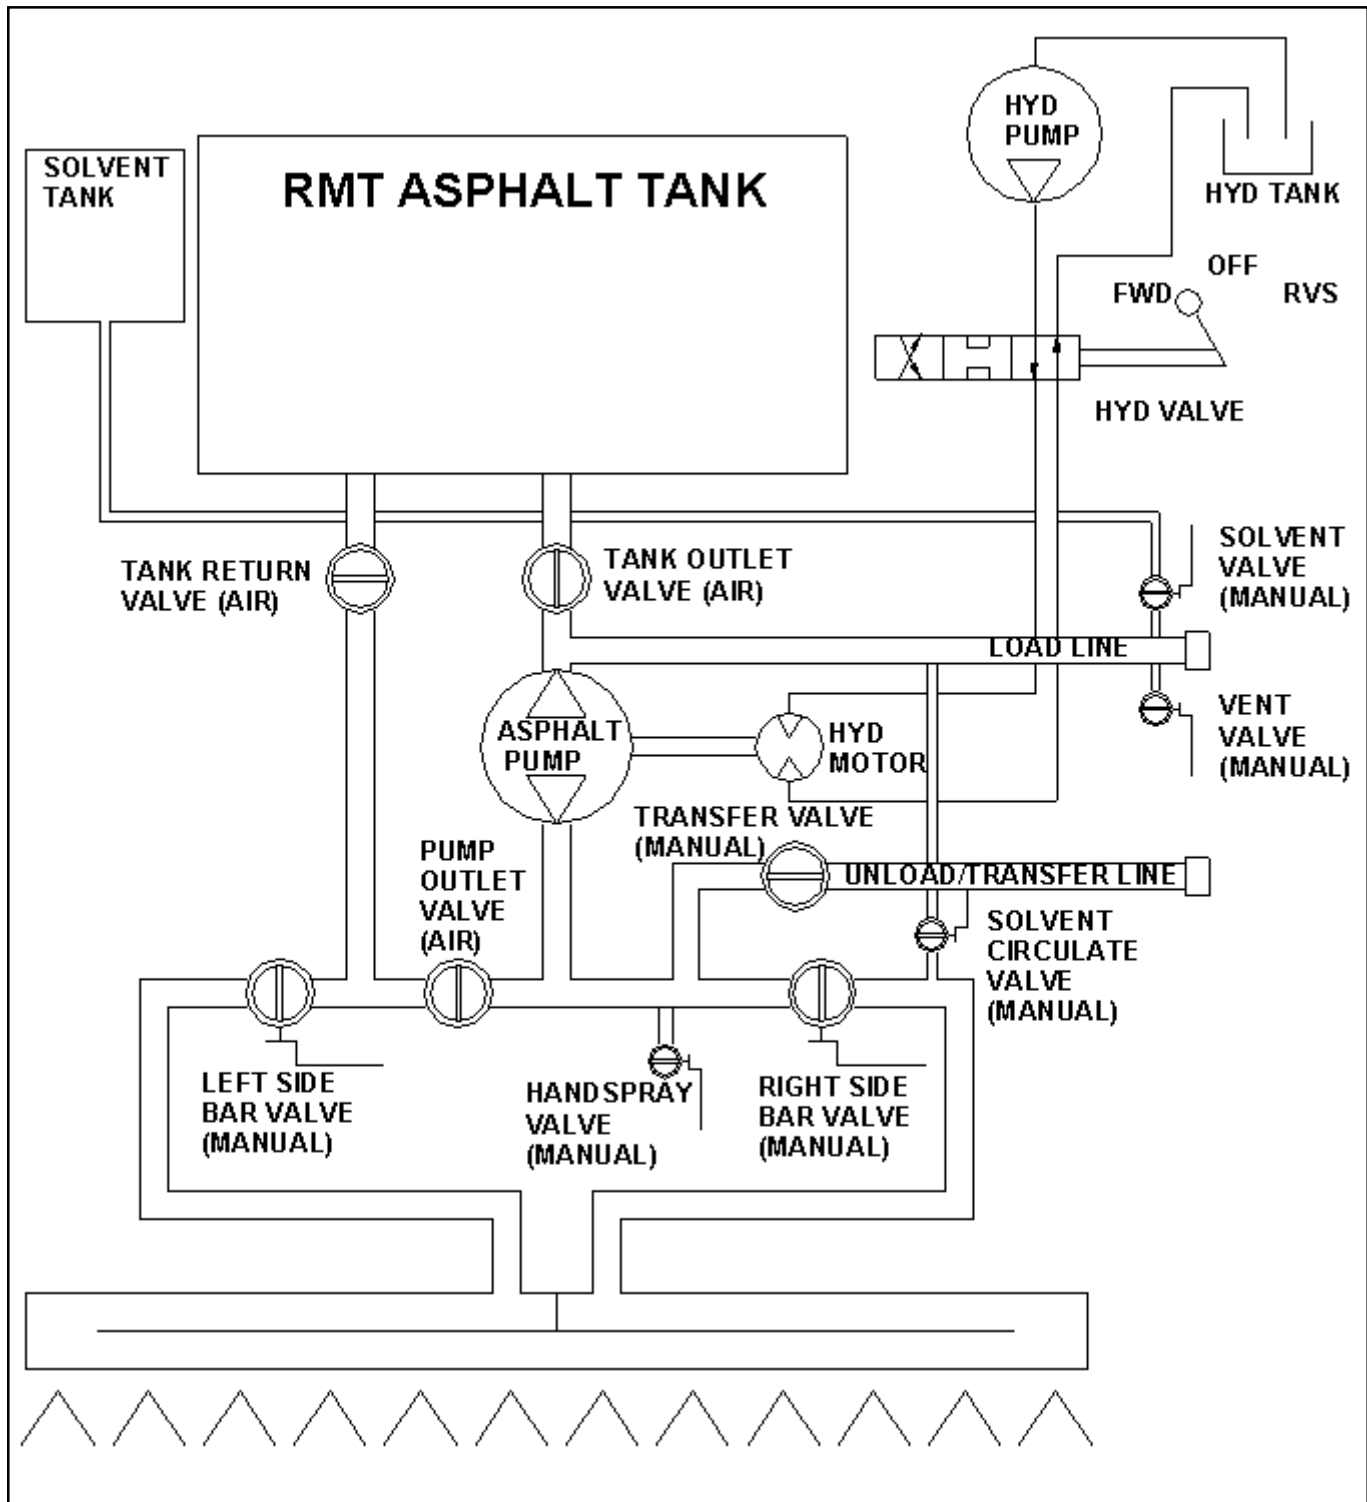 HYD
PUMP
SOLVENT
TANK
RMT ASPHALT TANK
HYD TANK
OFF
FWD
RVS
HYD VALVE
TANK RETURN
VALVE (AIR)
TANK OUTLET
VALVE (AIR)
SOLVENT
VALVE
(MANUAL)
LOAD LINE
ASPHALT
PUMP
HYD
MOTOR
VENT
VALVE
(MANUAL)
TRANSFER VALVE
(MANUAL)
PUMP
OUTLET
VALVE
(AIR)
UNLOAD/TRANSFER LINE
SOLVENT
CIRCULATE
VALVE
(MANUAL)
LEFT SIDE
BAR VALVE
(MANUAL)
HANDSPRAY
VALVE
(MANUAL)
RIGHT SIDE
BAR VALVE
(MANUAL)